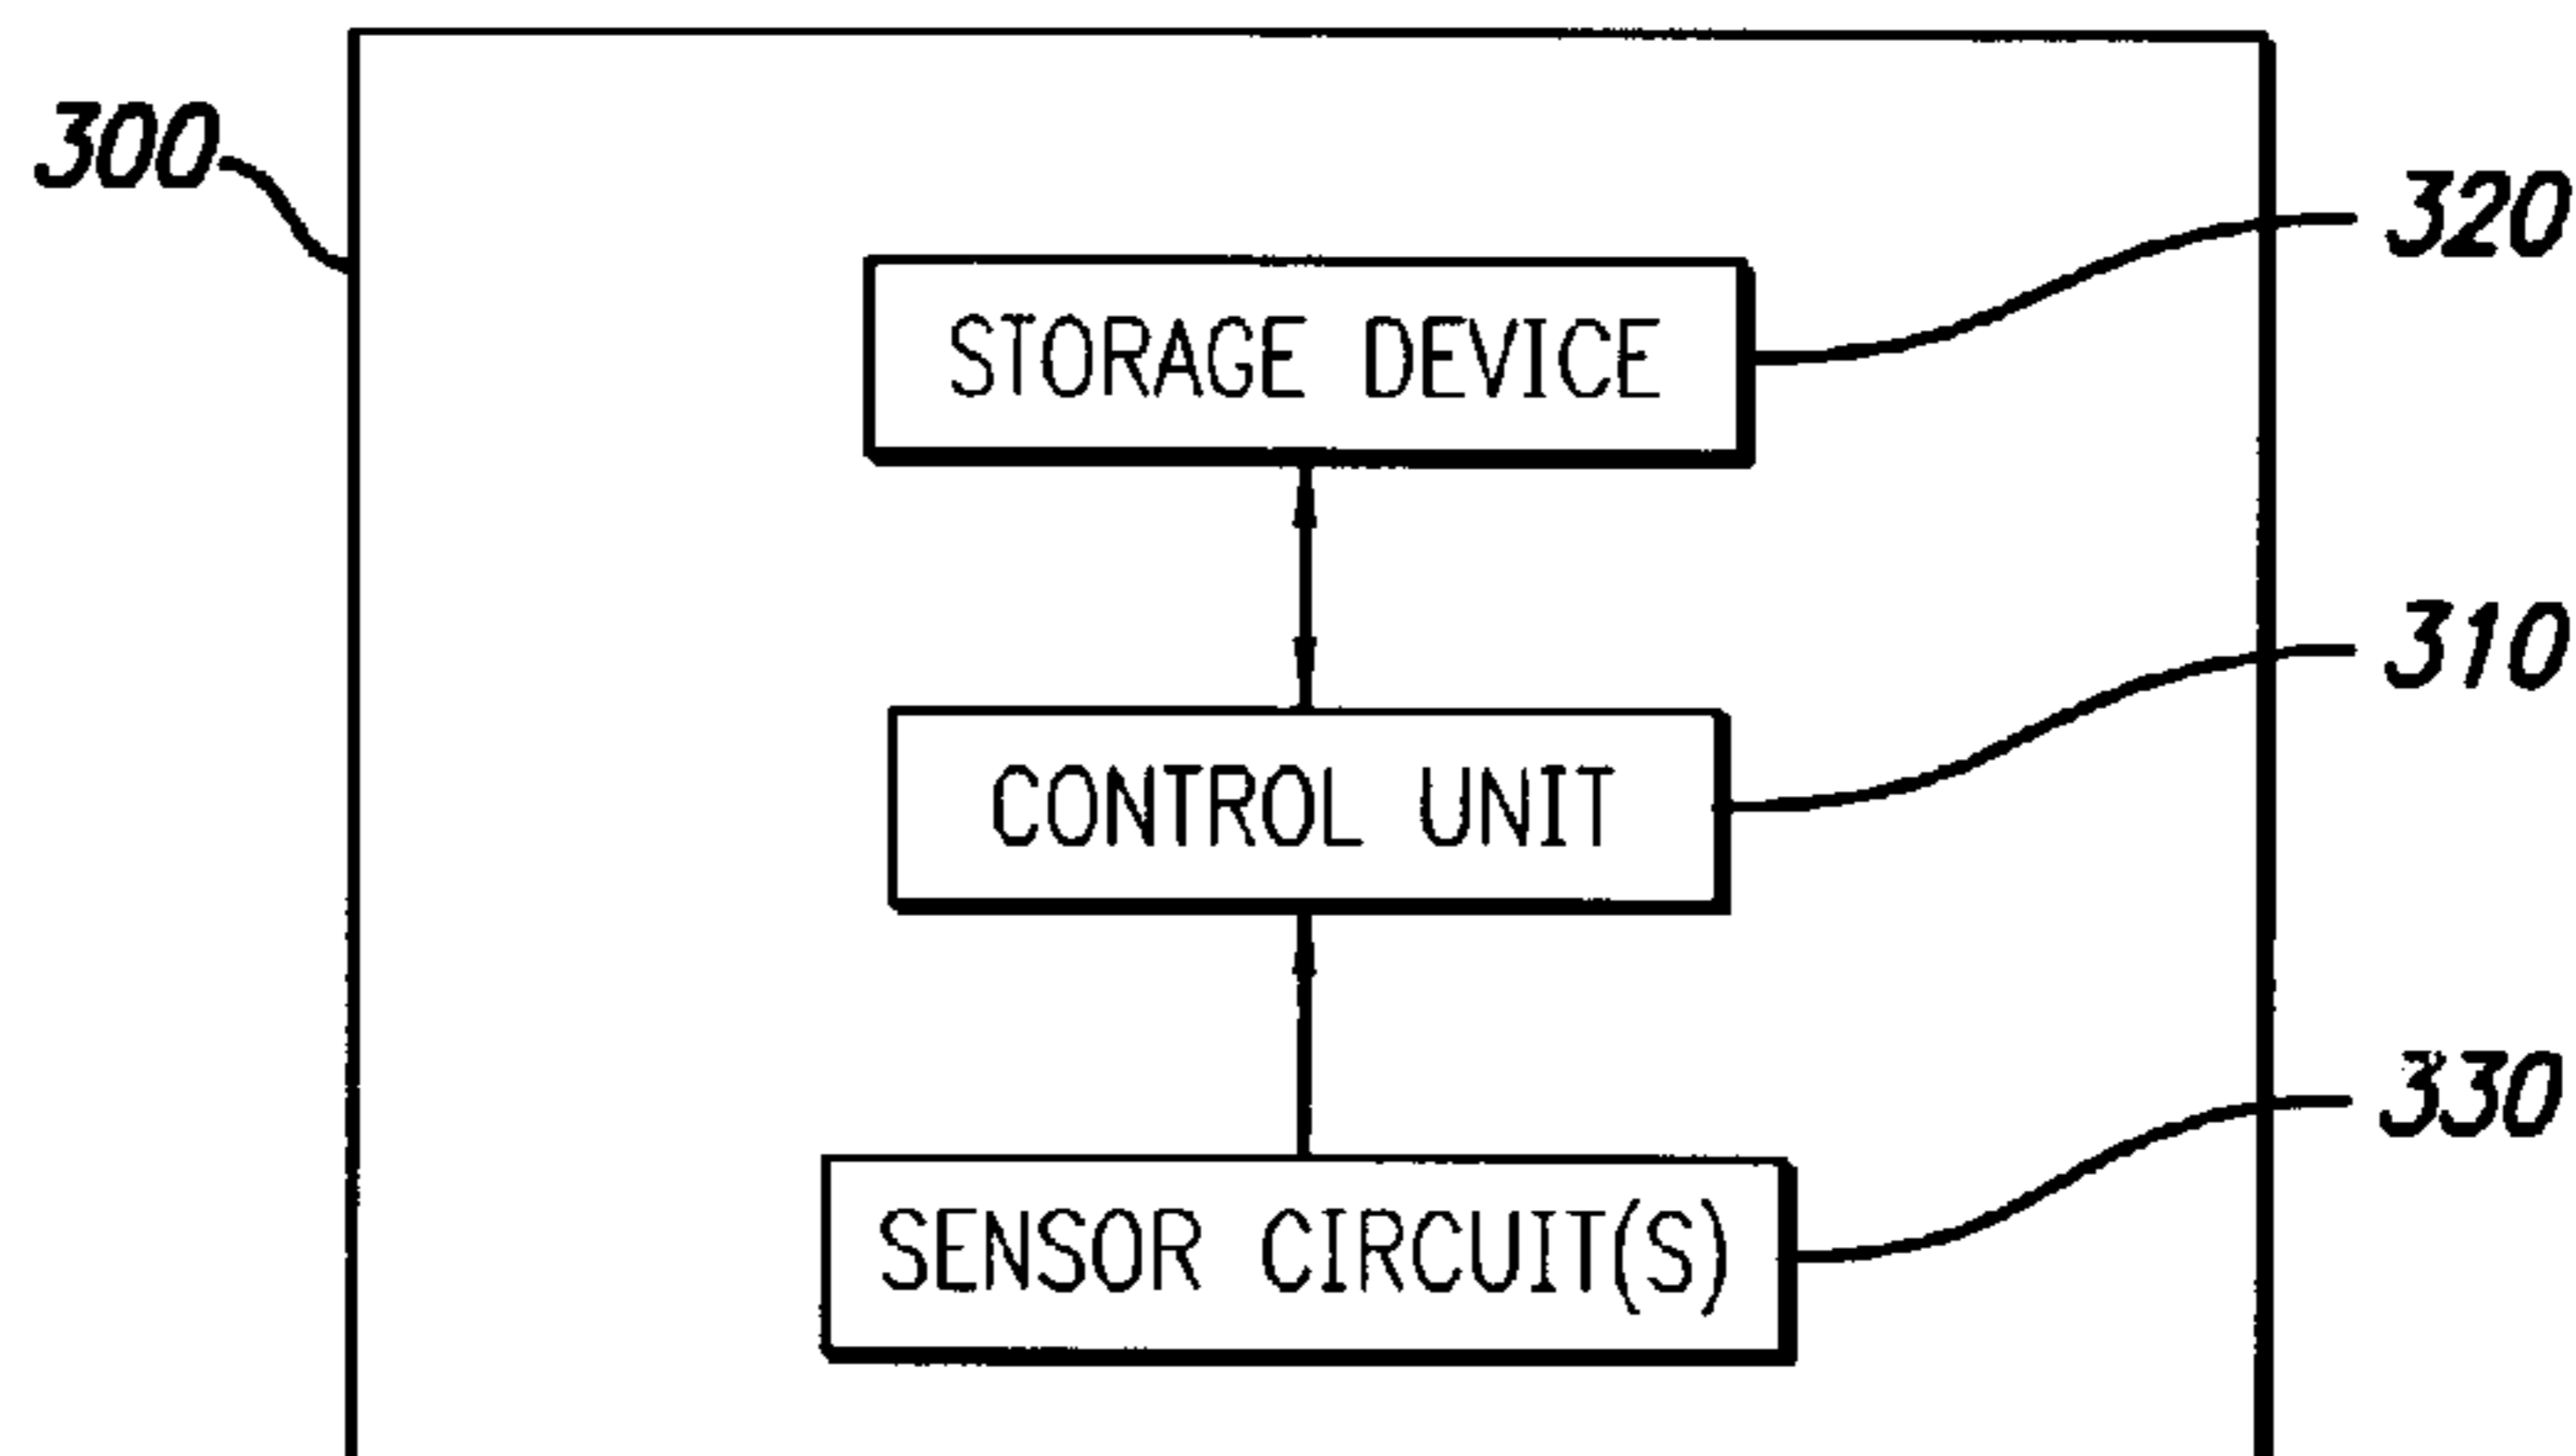 300
320
STORAGE DEVICE
310
CONTROL UNIT
330
SENSOR CIRCUIT(S)